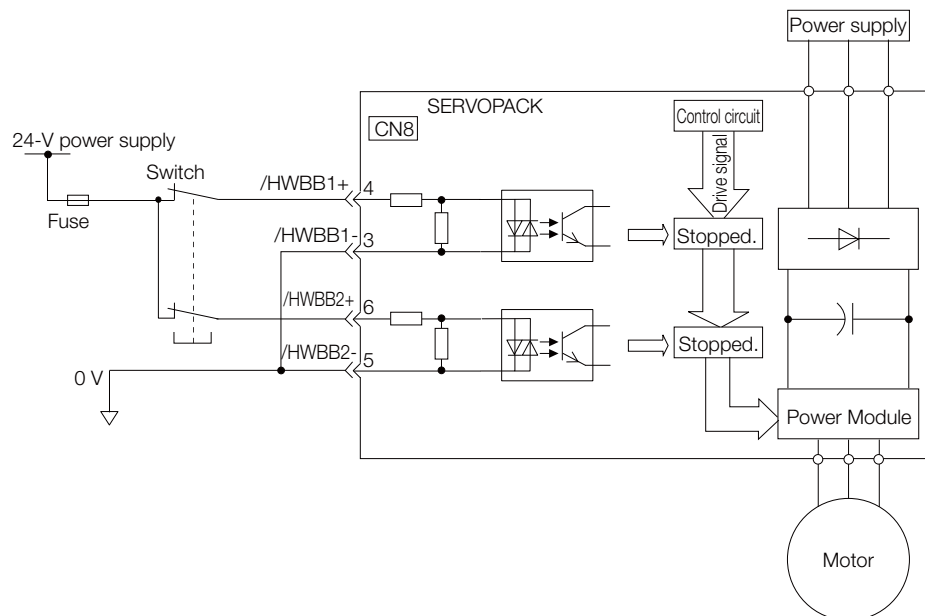 Power supply
SERVOPACK
CN8
Control circuit
24-V power supply
Switch
Fuse
Drive signal
/HWBB1+
4
/HWBB1-
3
Stopped.
/HWBB2+
6
/HWBB2-
5
Stopped.
0 V
Power Module
Motor